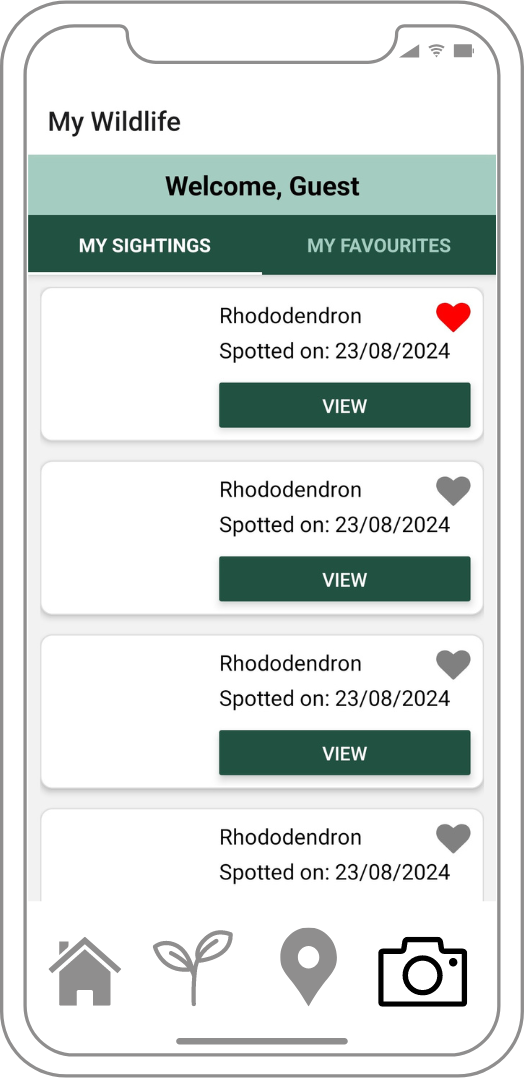 My Wildlife
Welcome, Guest
MY SIGHTINGS MY FAVOURITES
Rhododendron
Spotted on: 23/08/2024
VIEW
Rhododendron
Spotted on: 23/08/2024
VIEW
Rhododendron
Spotted on: 23/08/2024
VIEW
Rhododendron
Spotted on: 23/08/2024